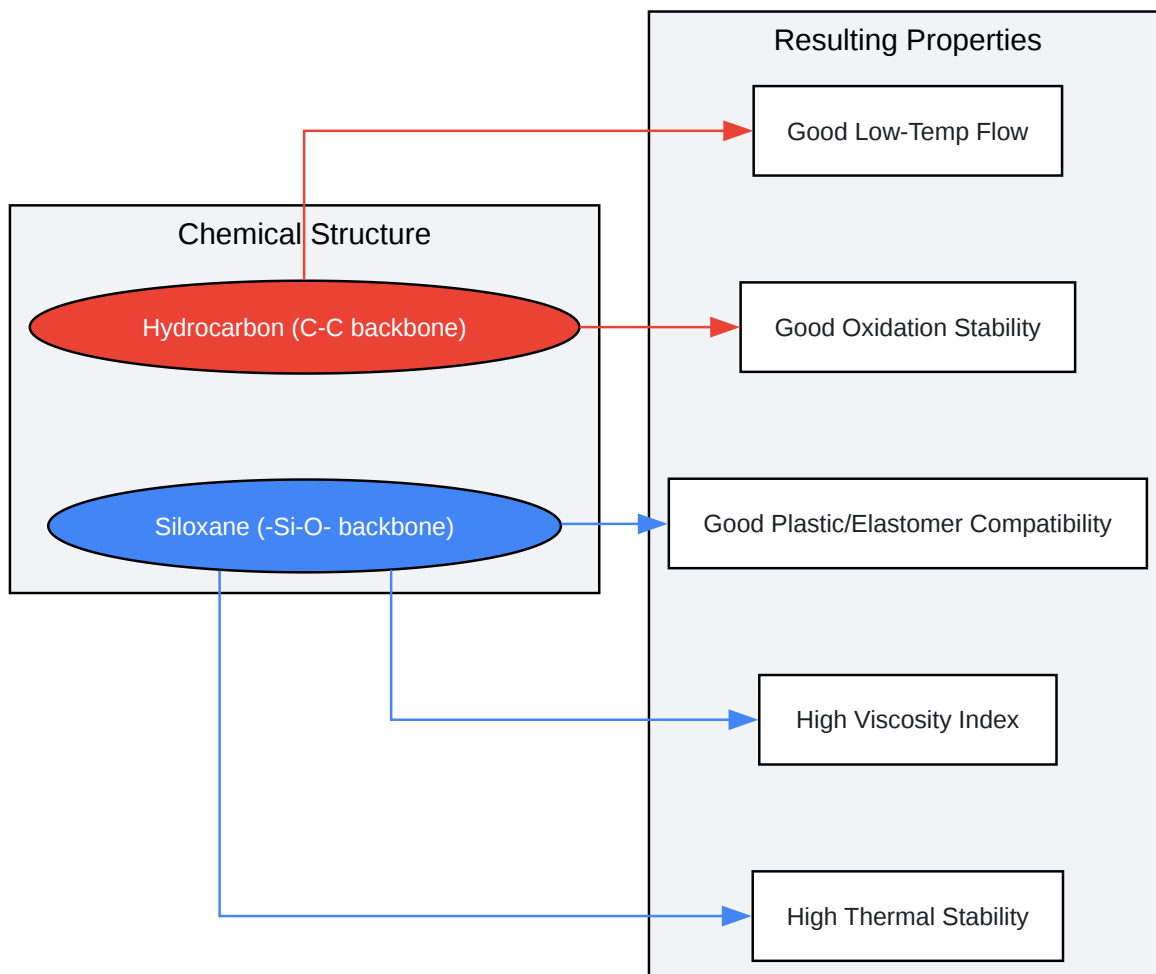 Chemical Structure
Hydrocarbon (C-C backbone)
Siloxane (-Si-O- backbone)
Resulting Properties
Good Low-Temp Flow
Good Oxidation Stability
Good Plastic/Elastomer Compatibility
High Viscosity Index
High Thermal Stability